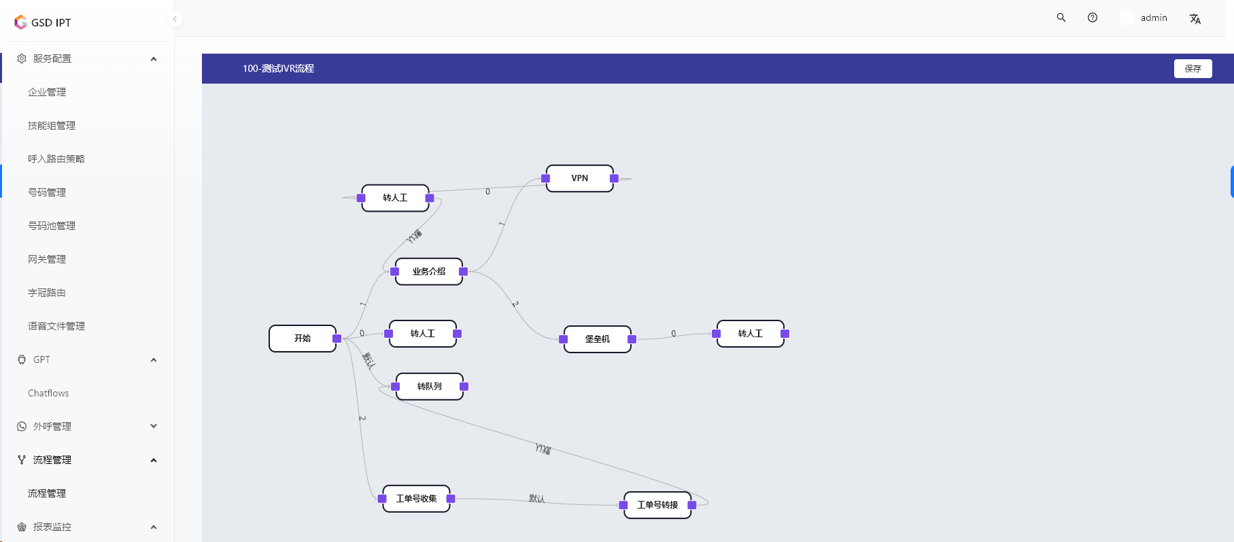 GSD IPT
admin
服务配置
企业管理
技能组管理
呼入路由策略
号码管理
号码池管理
网关管理
字冠路由
语音文件管理
GPT
Chatflows
外呼管理
流程管理
流程管理
报表监控
100-测试IVR流程
保存
VPN
转人工
0
1
默认
业务介绍
1
2
开始
0
转人工
堡垒机
0
转人工
默认
转队列
2
默认
工单号收集
默认
工单号转接